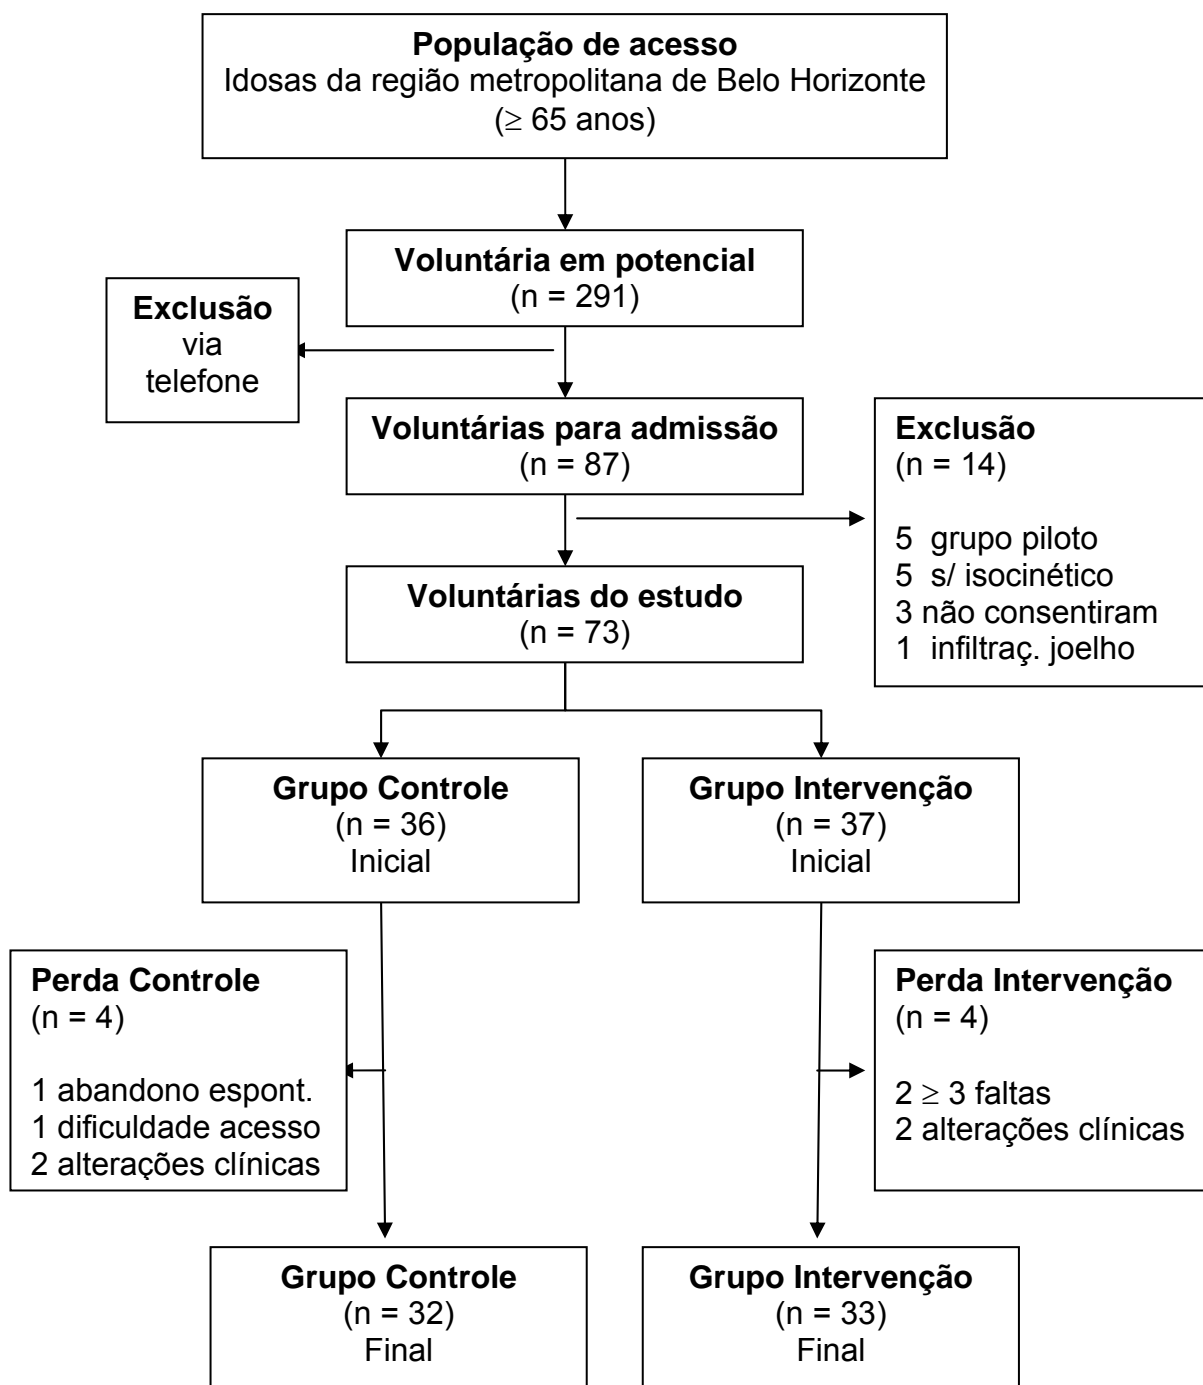 População de acesso
Idosas da região metropolitana de Belo Horizonte
(≥ 65 anos)
Voluntária em potencial
(n = 291)
Exclusão
via
telefone
Voluntárias para admissão
(n = 87)
Exclusão
(n = 14)
5 grupo piloto
5 s/ isocinético
3 não consentiram
1 infiltraç. joelho
Voluntárias do estudo
(n = 73)
Grupo Controle
(n = 36)
Inicial
Grupo Intervenção
(n = 37)
Inicial
Perda Controle
(n = 4)
1 abandono espont.
1 dificuldade acesso
2 alterações clínicas
Perda Intervenção
(n = 4)
2 ≥ 3 faltas
2 alterações clínicas
Grupo Controle
(n = 32)
Final
Grupo Intervenção
(n = 33)
Final